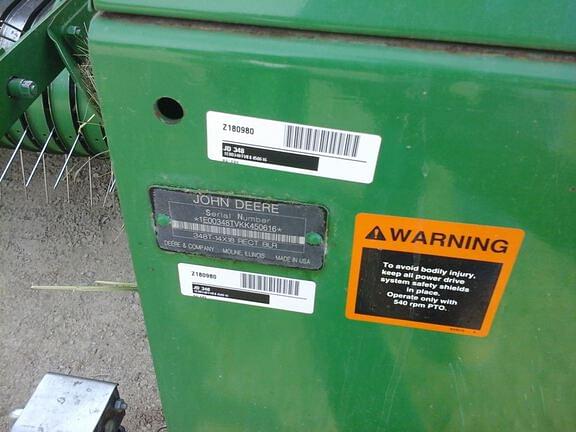 Z180980
JD 348
1E00348TVKK450616
JOHN DEERE
Serial Number
*1E00348TVKK450616*
348T-14X18 RECT BLR
DEERE & COMPANY MOLINE, ILLINOIS MADE IN USA
Z180980
JD 348
1E00348TVKK450616
WARNING
To avoid bodily injury,
keep all power drive
system safety shields
in place.
Operate only with
540 rpm PTO.